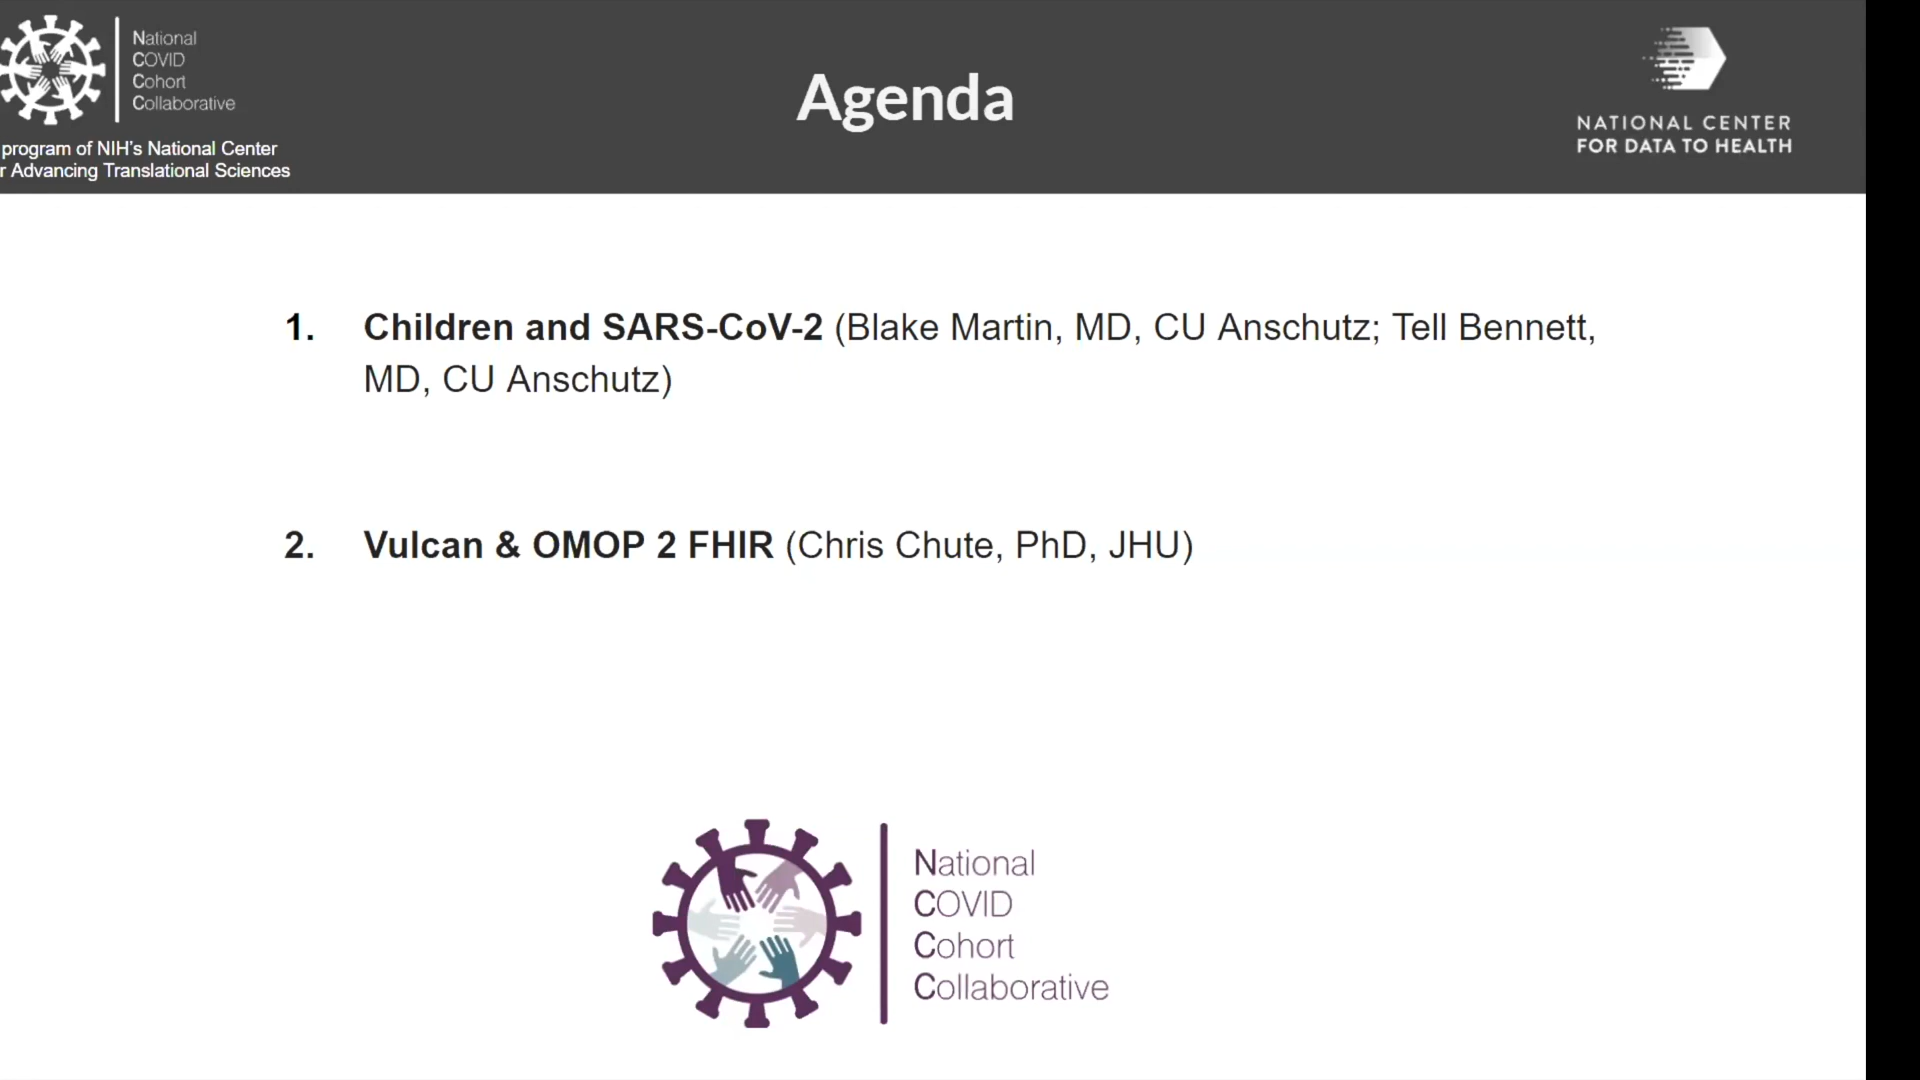 National
COVID
Cohort
Collaborative
program of NIH's National Center
r Advancing Translational Sciences
Agenda
NATIONAL CENTER
FOR DATA TO HEALTH
1. Children and SARS-CoV-2 (Blake Martin, MD, CU Anschutz; Tell Bennett,
MD, CU Anschutz)
2. Vulcan & OMOP 2 FHIR (Chris Chute, PhD, JHU)
National
COVID
Cohort
Collaborative